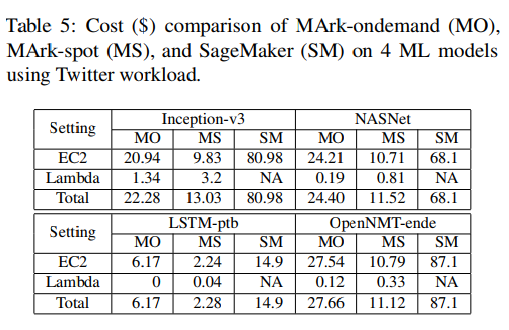 Table 5: Cost ($) comparison of MArk-ondemand (MO),
MArk-spot (MS), and SageMaker (SM) on 4 ML models
using Twitter workload.
Setting Inception-v3 NASNet
MO MS SM MO MS SM
EC2 20.94 9.83 80.98 24.21 10.71 68.1
Lambda 1.34 3.2 NA 0.19 0.81 NA
Total 22.28 13.03 80.98 24.40 11.52 68.1
Setting LSTM-ptb OpenNMT-ende
MO MS SM MO MS SM
EC2 6.17 2.24 14.9 27.54 10.79 87.1
Lambda 0 0.04 NA 0.12 0.33 NA
Total 6.17 2.28 14.9 27.66 11.12 87.1